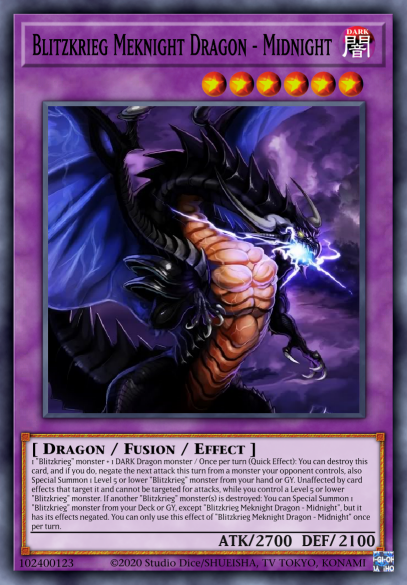 BLITZKRIEG MEKNIGHT DRAGON - MIDNIGHT
DARK
闇
[ DRAGON / FUSION / EFFECT ]
1 "Blitzkrieg" monster + 1 DARK Dragon monster / Once per turn (Quick Effect): You can destroy this
card, and if you do, negate the next attack this turn from a monster your opponent controls, also
Special Summon 1 Level 5 or lower "Blitzkrieg" monster from your hand or GY. Unaffected by card
effects that target it and cannot be targeted for attacks, while you control a Level 5 or lower
"Blitzkrieg" monster. If another "Blitzkrieg" monster(s) is destroyed: You can Special Summon 1
"Blitzkrieg" monster from your Deck or GY, except "Blitzkrieg Meknight Dragon - Midnight", but it
has its effects negated. You can only use this effect of "Blitzkrieg Meknight Dragon - Midnight" once
per turn.
ATK/2700 DEF/2100
102400123 ©2020 Studio Dice/SHUEISHA, TV TOKYO, KONAMI